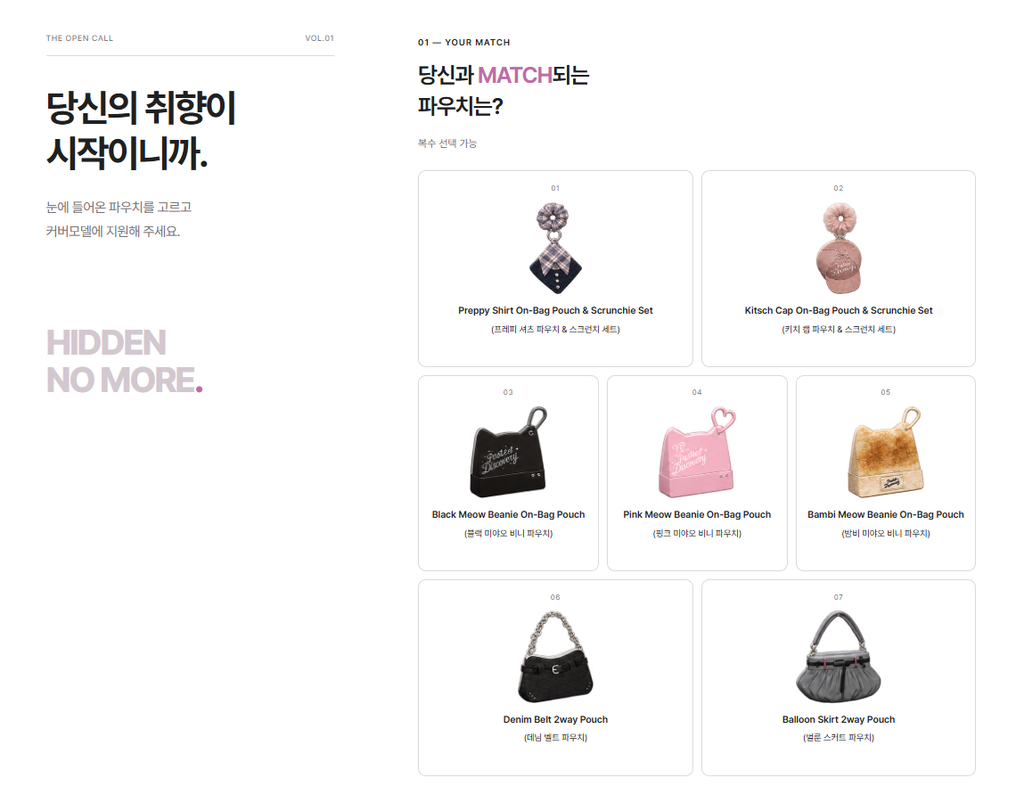 THE OPEN CALL
VOL.01
당신의 취향이
시작이니까.
눈에 들어온 파우치를 고르고
커버모델에 지원해 주세요.
HIDDEN
NO MORE.
01 — YOUR MATCH
당신과 MATCH되는
파우치는?
복수 선택 가능
01
Preppy Shirt On-Bag Pouch & Scrunchie Set
(프레피 셔츠 파우치 & 스크런치 세트)
02
Kitsch Cap On-Bag Pouch & Scrunchie Set
(키치 캡 파우치 & 스크런치 세트)
03
Discovery
Black Meow Beanie On-Bag Pouch
(블랙 미야오 비니 파우치)
04
Discovery
Pink Meow Beanie On-Bag Pouch
(핑크 미야오 비니 파우치)
05
Bambi Meow Beanie On-Bag Pouch
(밤비 미야오 비니 파우치)
06
Denim Belt 2way Pouch
(데님 벨트 파우치)
07
Balloon Skirt 2way Pouch
(벌룬 스커트 파우치)